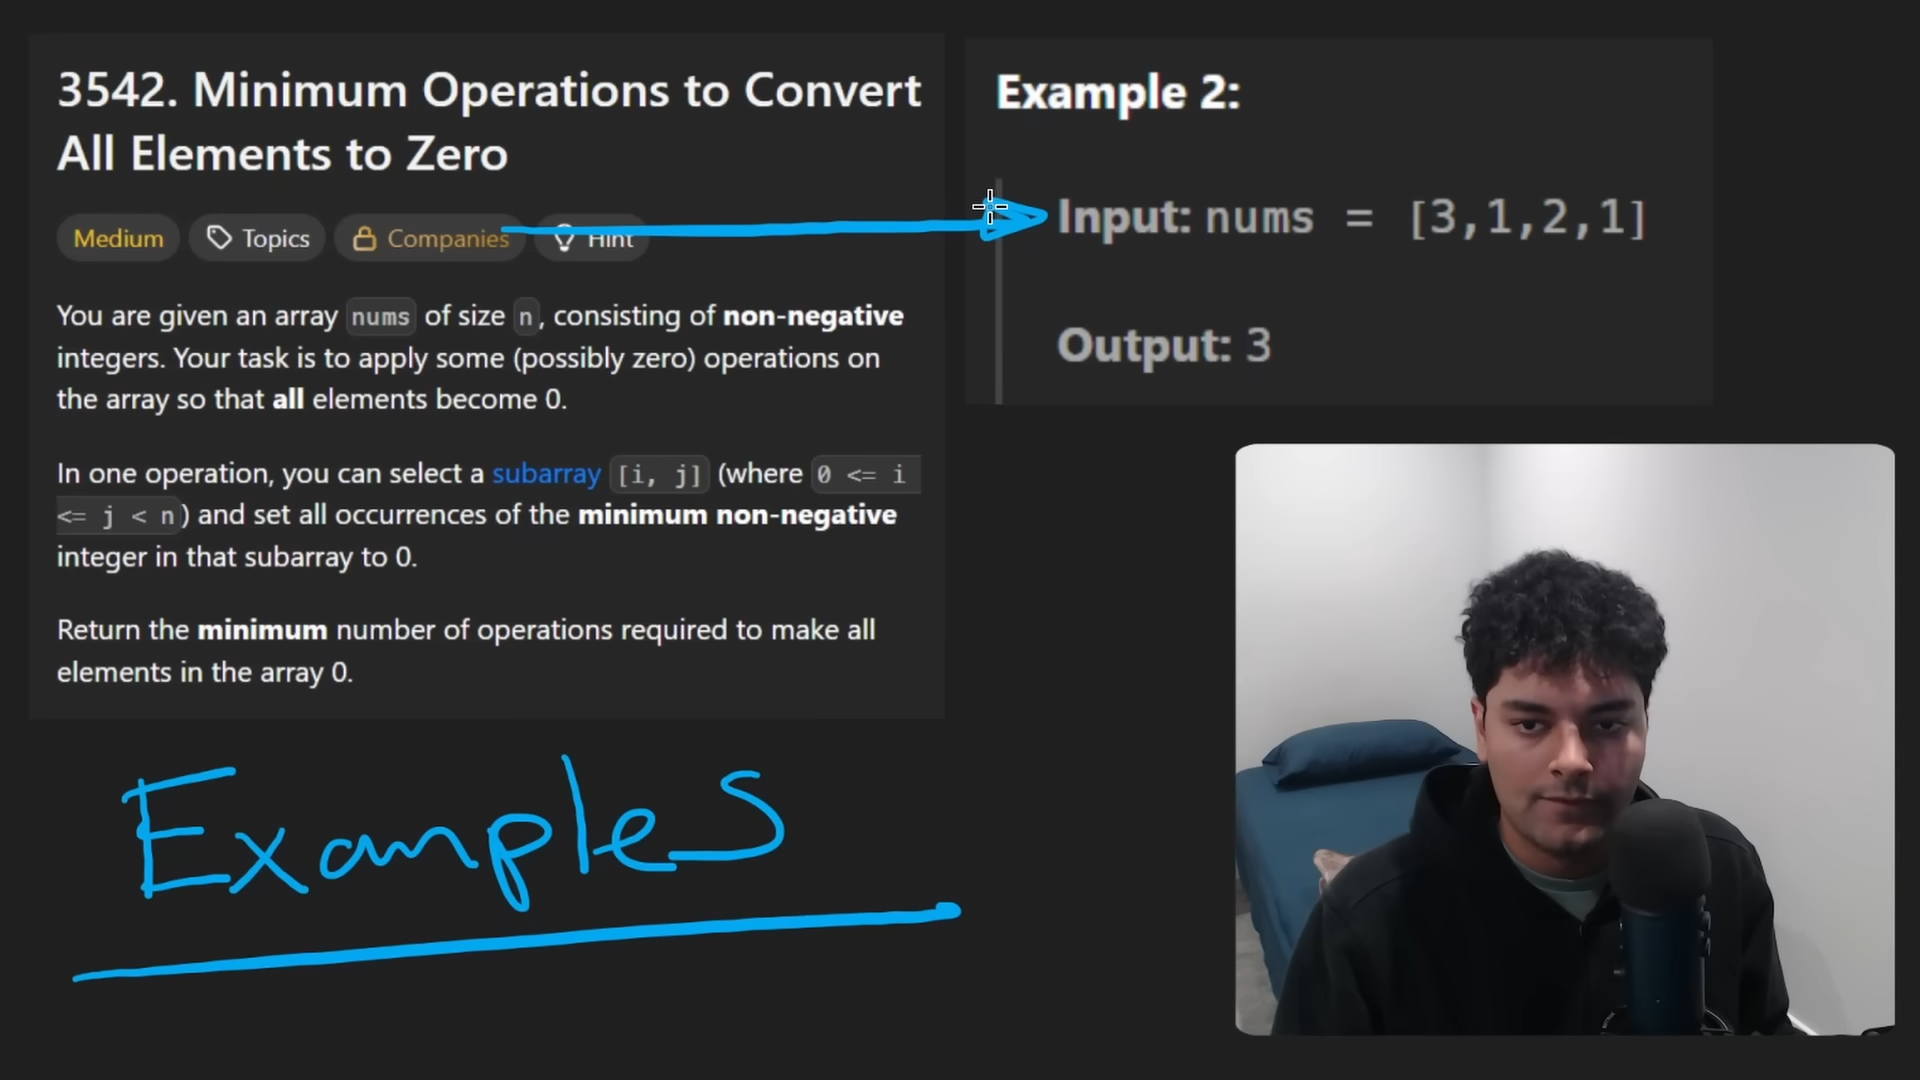 3542. Minimum Operations to Convert
All Elements to Zero
Medium Topics Companies Hint
You are given an array nums of size n, consisting of non-negative
integers. Your task is to apply some (possibly zero) operations on
the array so that all elements become 0.
In one operation, you can select a subarray [i, j] (where 0 <= i
<= j < n) and set all occurrences of the minimum non-negative
integer in that subarray to 0.
Return the minimum number of operations required to make all
elements in the array 0.
Example 2:
Input: nums = [3,1,2,1]
Output: 3
Examples